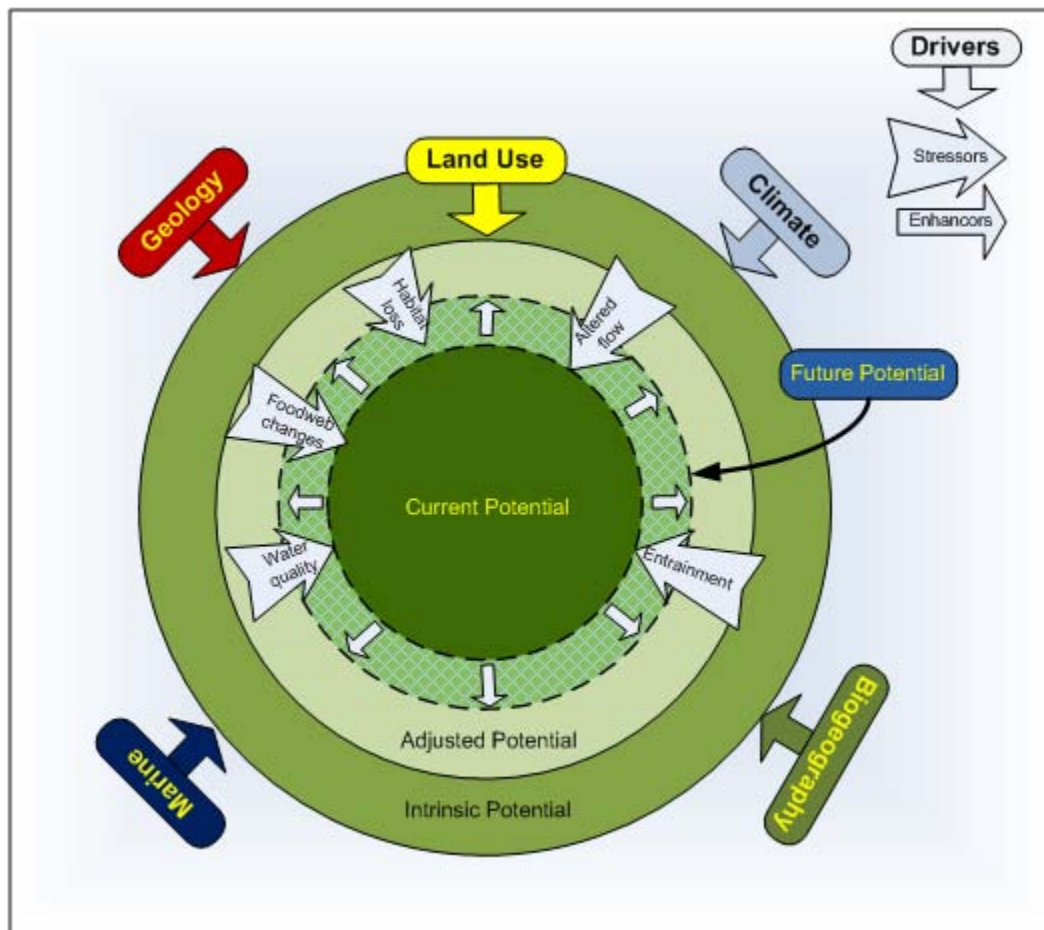 Drivers
Stressors
Enhancors
Land Use
Geology
Climate
Habitat
loss
Altered
flow
Future Potential
Foodweb
changes
Current Potential
Water
quality
Entrainment
Adjusted Potential
Intrinsic Potential
Marine
Biogeography